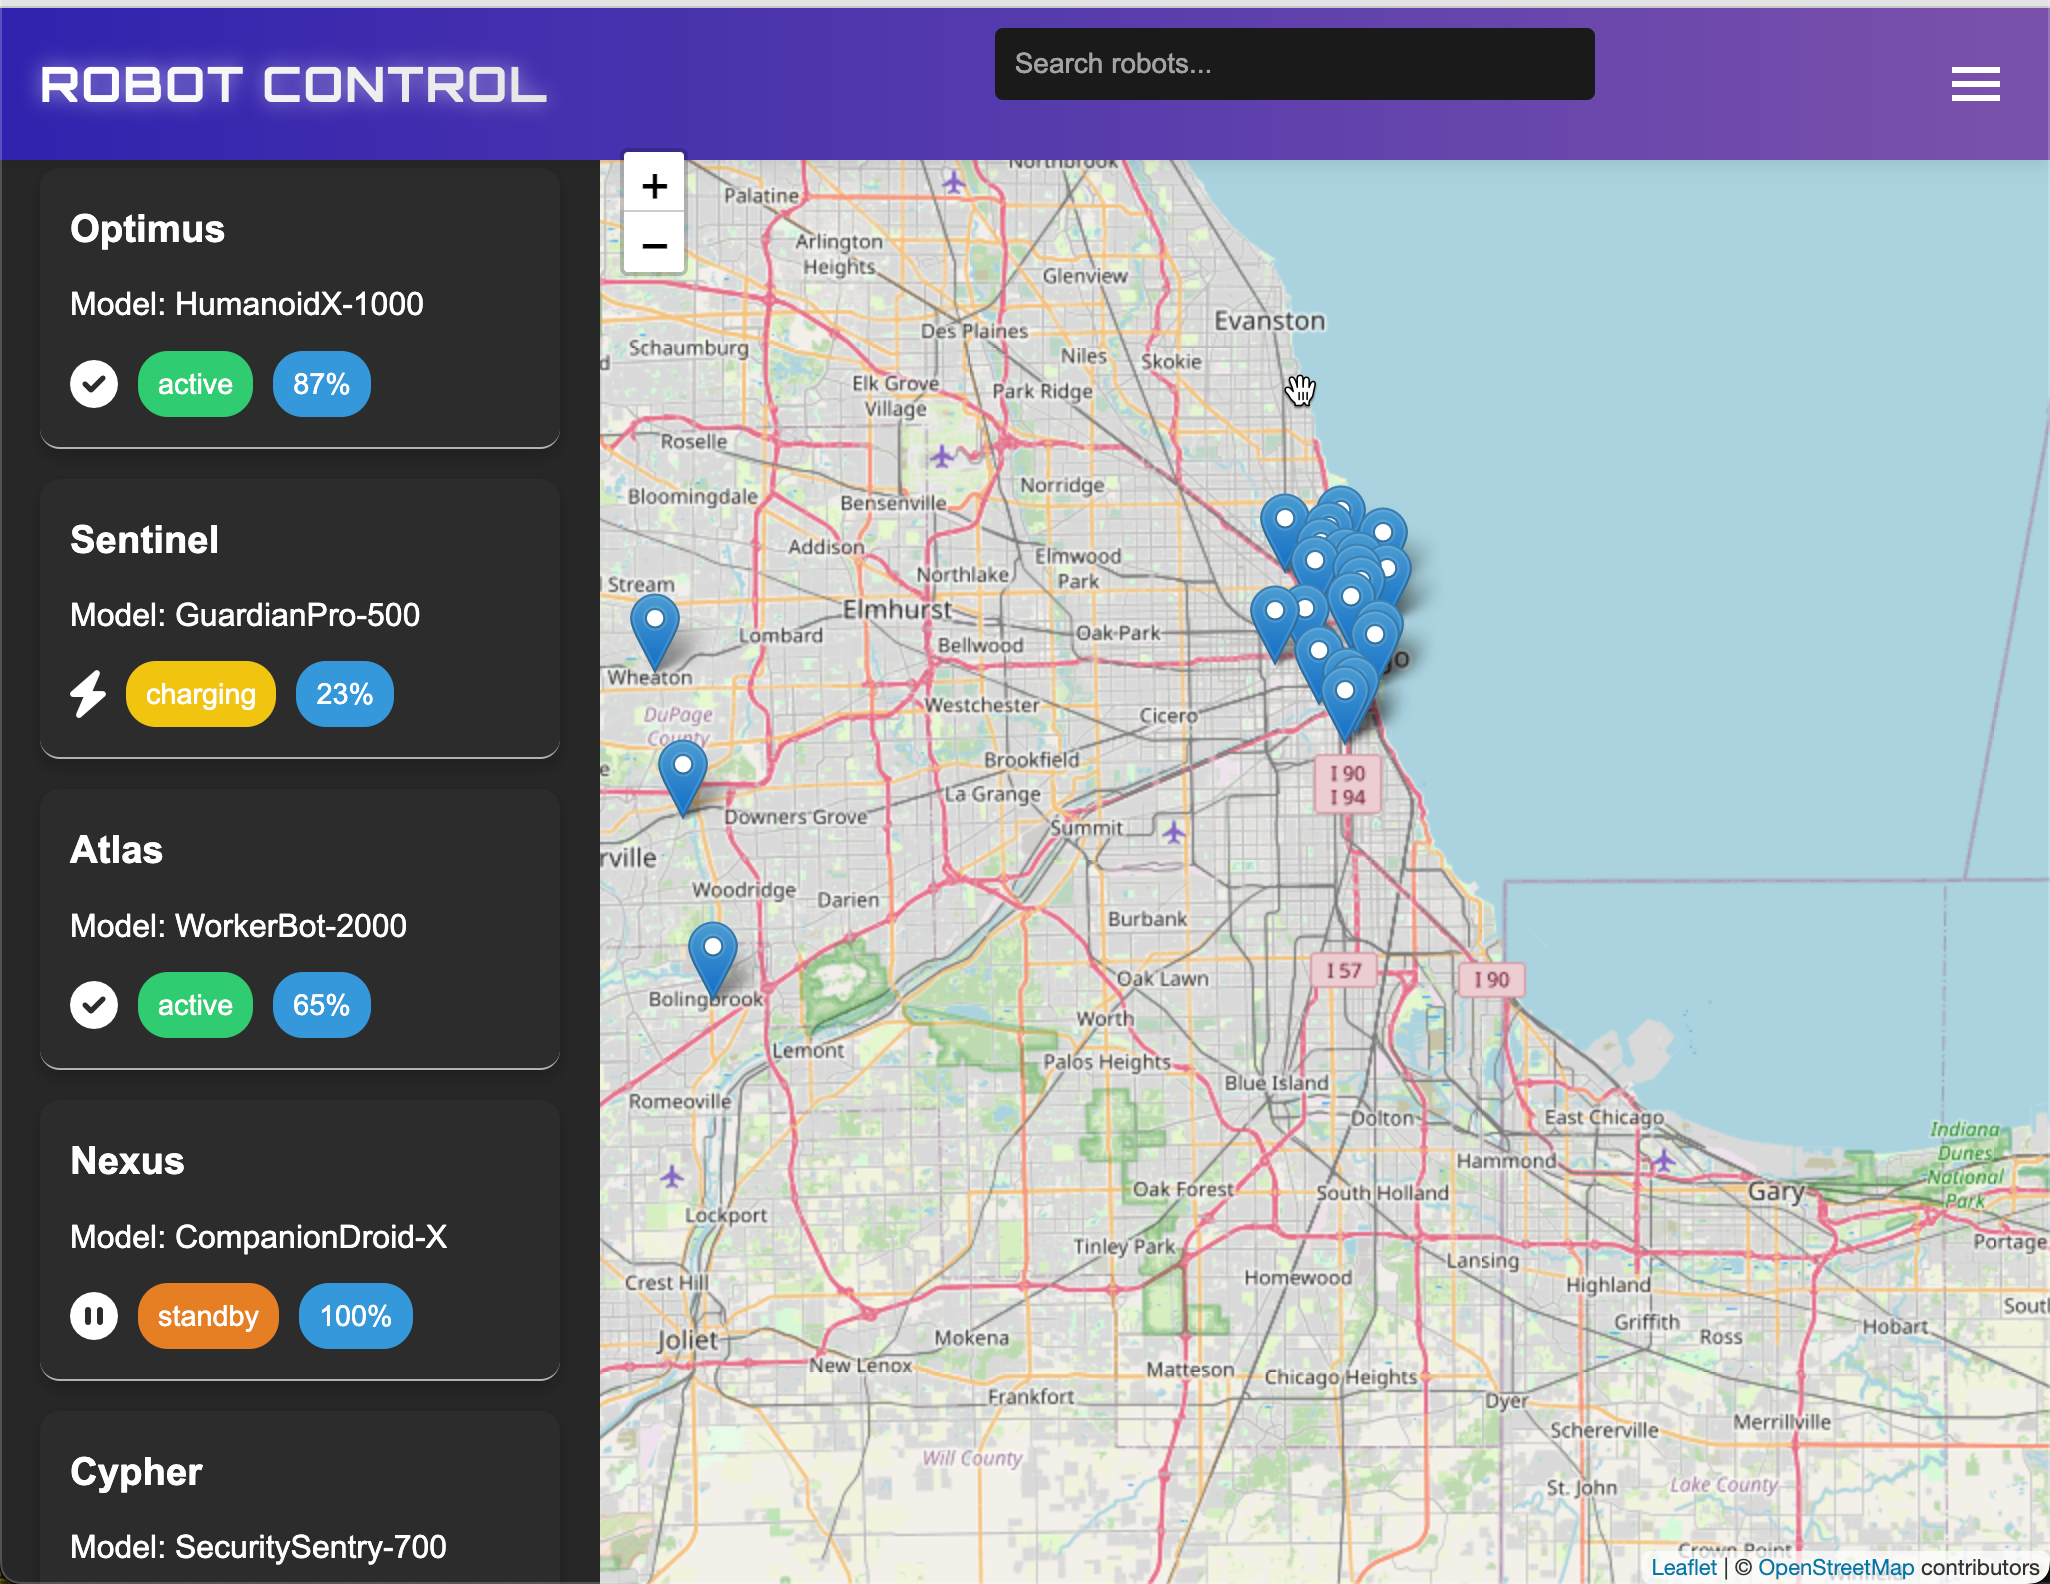 ROBOT CONTROL
Search robots...
Optimus
Model: HumanoidX-1000
active
87%
Sentinel
Model: GuardianPro-500
charging
23%
Atlas
Model: WorkerBot-2000
active
65%
Nexus
Model: CompanionDroid-X
standby
100%
Cypher
Model: SecuritySentry-700
+
−
Northbrook
Palatine
Arlington
Heights
Glenview
Evanston
Des Plaines
Schaumburg
Niles
Skokie
Elk Grove
Village
Park Ridge
Roselle
Norridge
Bloomingdale
Bensenville
Addison
Elmwood
Park
Northlake
Stream
Elmhurst
Lombard
Oak Park
Bellwood
go
Wheaton
Westchester
Cicero
DuPage
County
Brookfield
I 90
I 94
La Grange
Downers Grove
Summit
rville
Woodridge
Darien
Burbank
Oak Lawn
I 57
I 90
Bolingbrook
Worth
Lemont
Palos Heights
Blue Island
Romeoville
Dolton
East Chicago
Indiana
Dunes
National
Park
Hammond
Oak Forest
South Holland
Gary
Lockport
Tinley Park
Portage
Lansing
Crest Hill
Homewood
Highland
Sout
Griffith
Ross
Hobart
Joliet
Mokena
New Lenox
Matteson
Chicago Heights
Frankfort
Dyer
Schererville
Merrillville
Will County
St. John
Lake County
Crown Point
Leaflet | © OpenStreetMap contributors